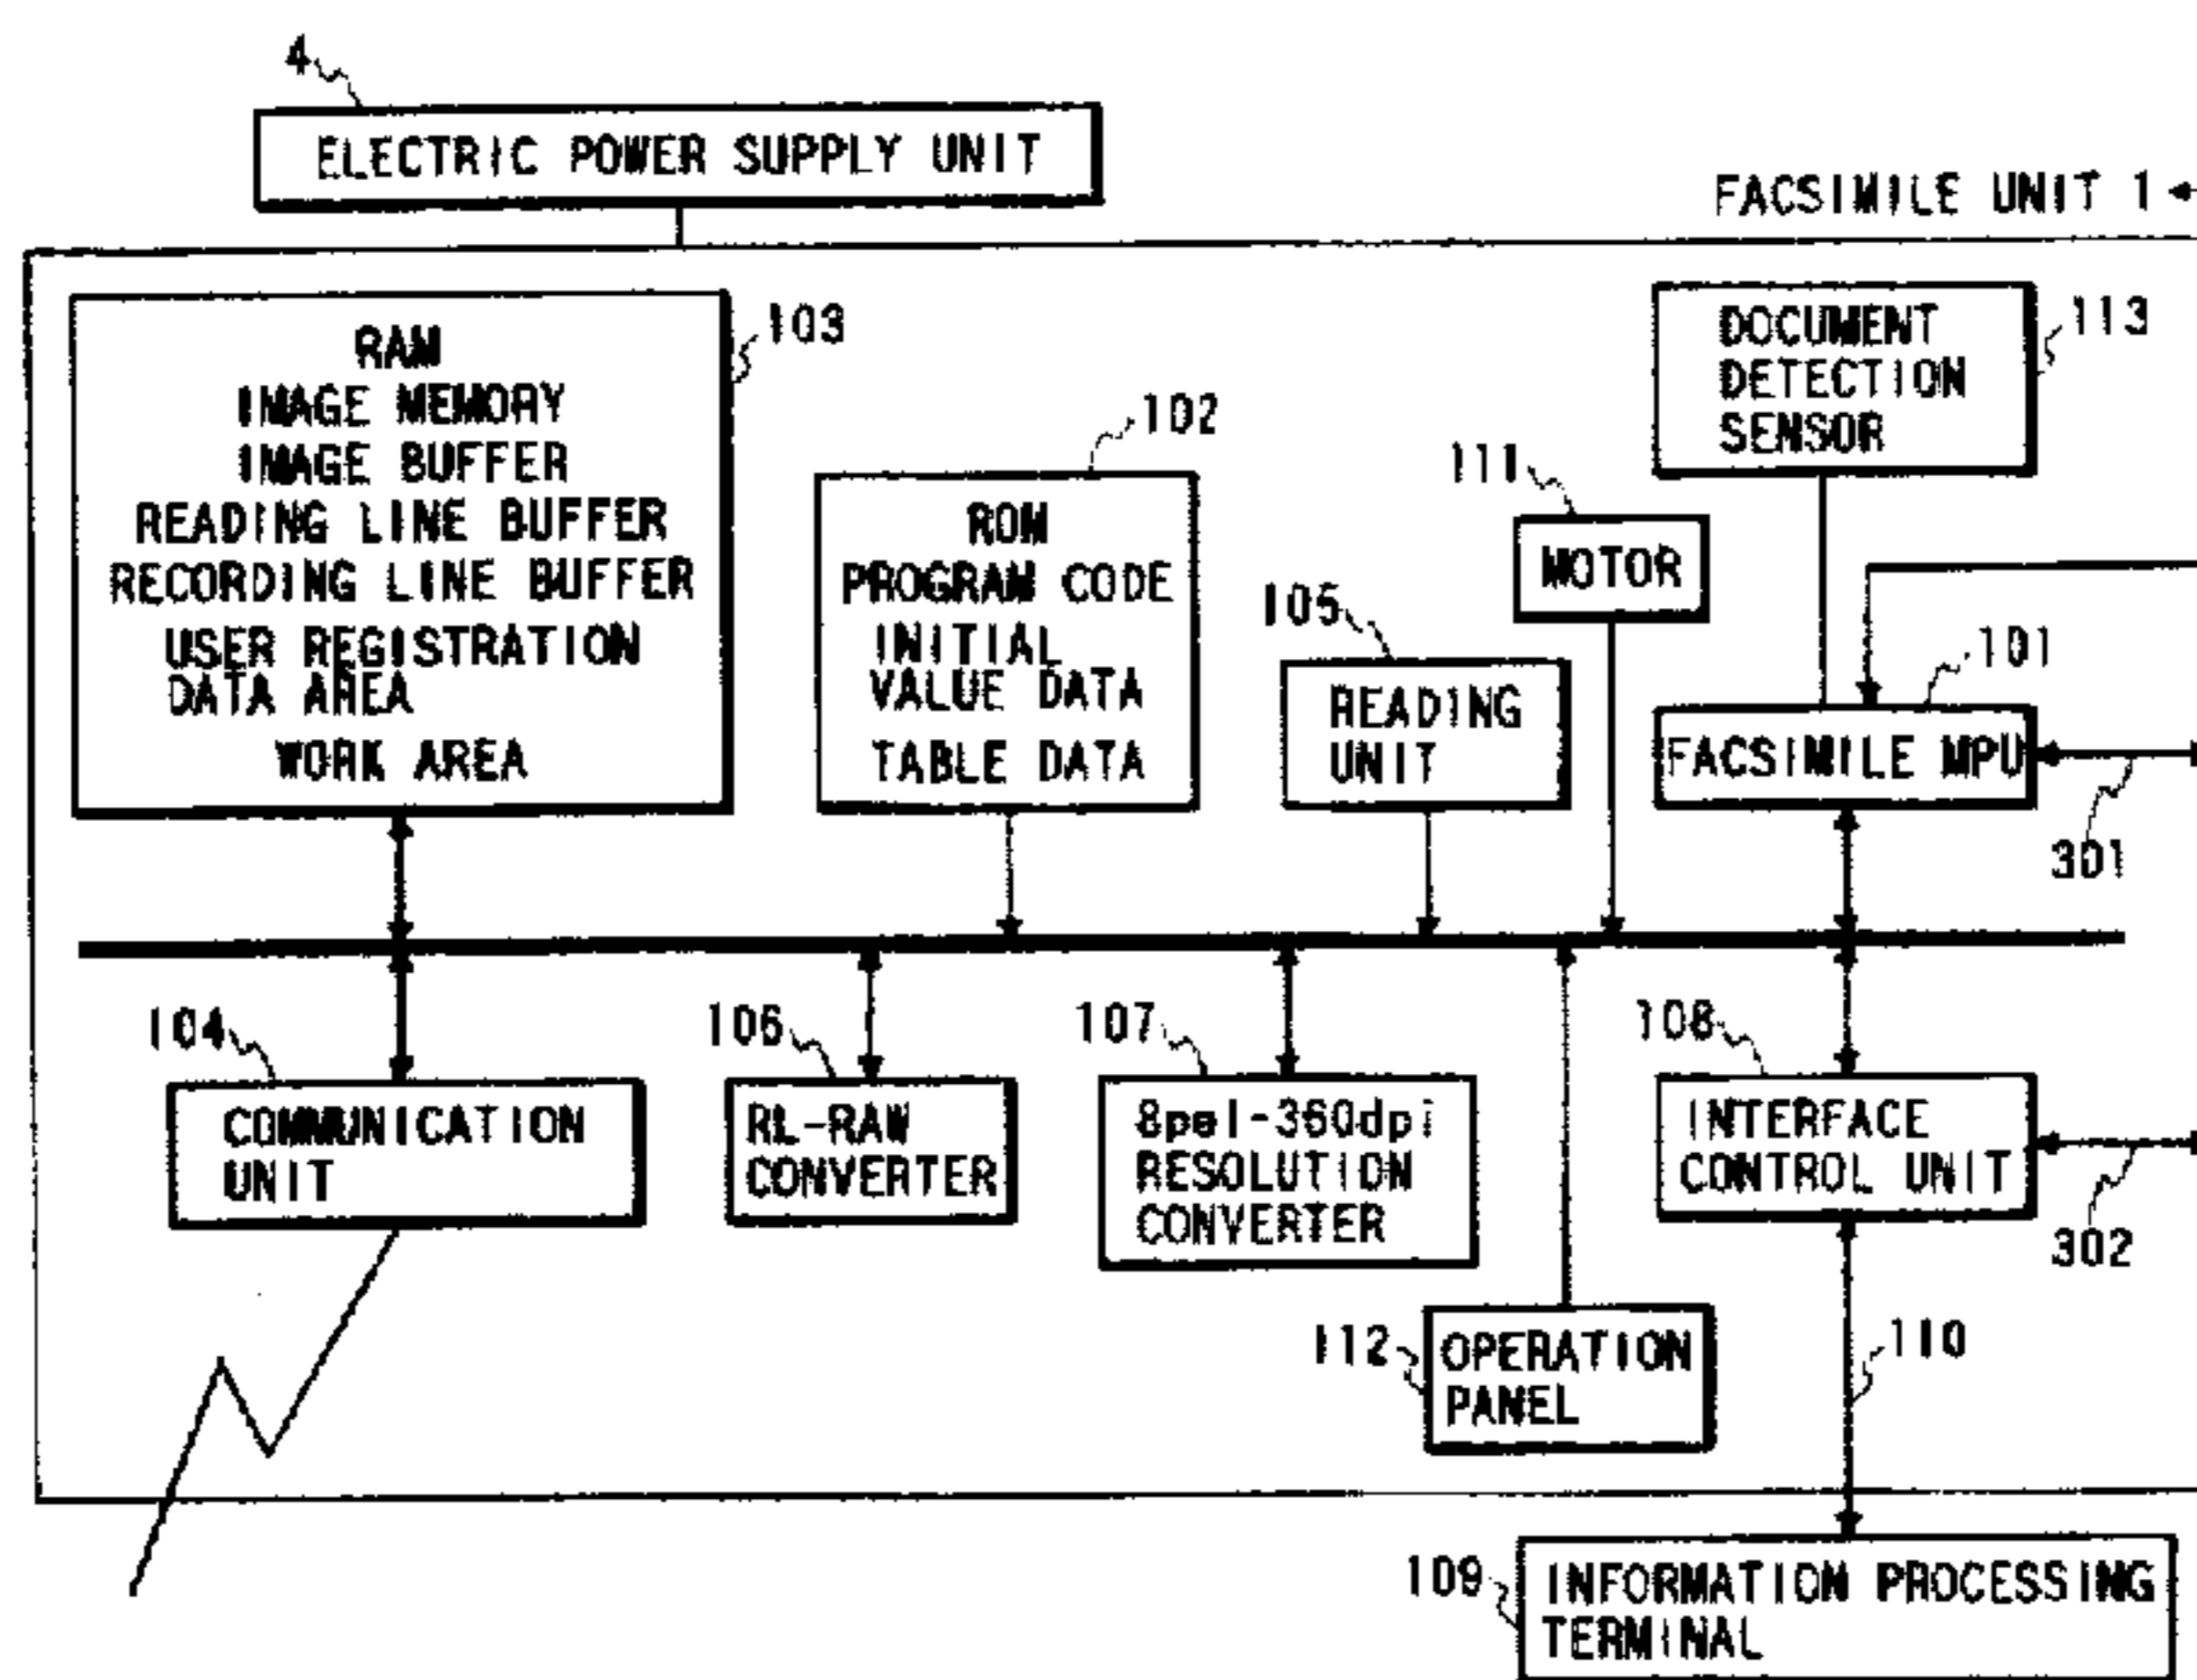 4
ELECTRIC POWER SUPPLY UNIT
FACSIMILE UNIT 1
RAM
IMAGE MEMORY
IMAGE BUFFER
READING LINE BUFFER
RECORDING LINE BUFFER
USER REGISTRATION
DATA AREA
WORK AREA
103
ROM
PROGRAM CODE
INITIAL
VALUE DATA
TABLE DATA
102
105
READING
UNIT
111
MOTOR
DOCUMENT
DETECTION
SENSOR
113
101
FACSIMILE MPU
301
104
COMMUNICATION
UNIT
106
RL-RAW
CONVERTER
107
8pel-360dpi
RESOLUTION
CONVERTER
108
INTERFACE
CONTROL UNIT
302
112
OPERATION
PANEL
110
109
INFORMATION PROCESSING
TERMINAL